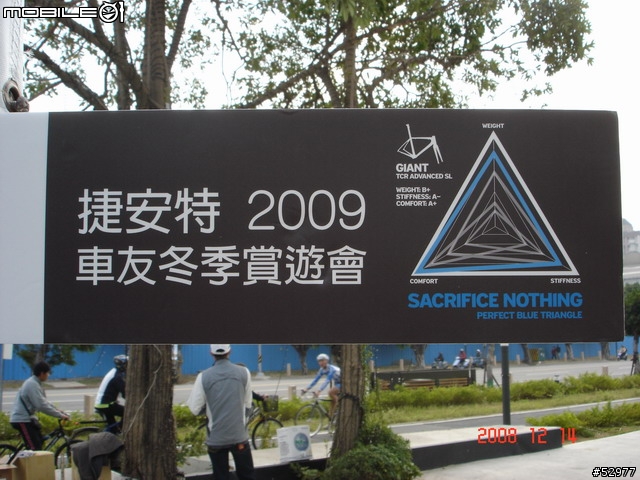 mobile01
捷安特 2009
車友冬季賞遊會
GIANT
TCR ADVANCED SL
WEIGHT: B+
STIFFNESS: A-
COMFORT: A+
WEIGHT
COMFORT
STIFFNESS
SACRIFICE NOTHING
PERFECT BLUE TRIANGLE
2008 12 14
#52977